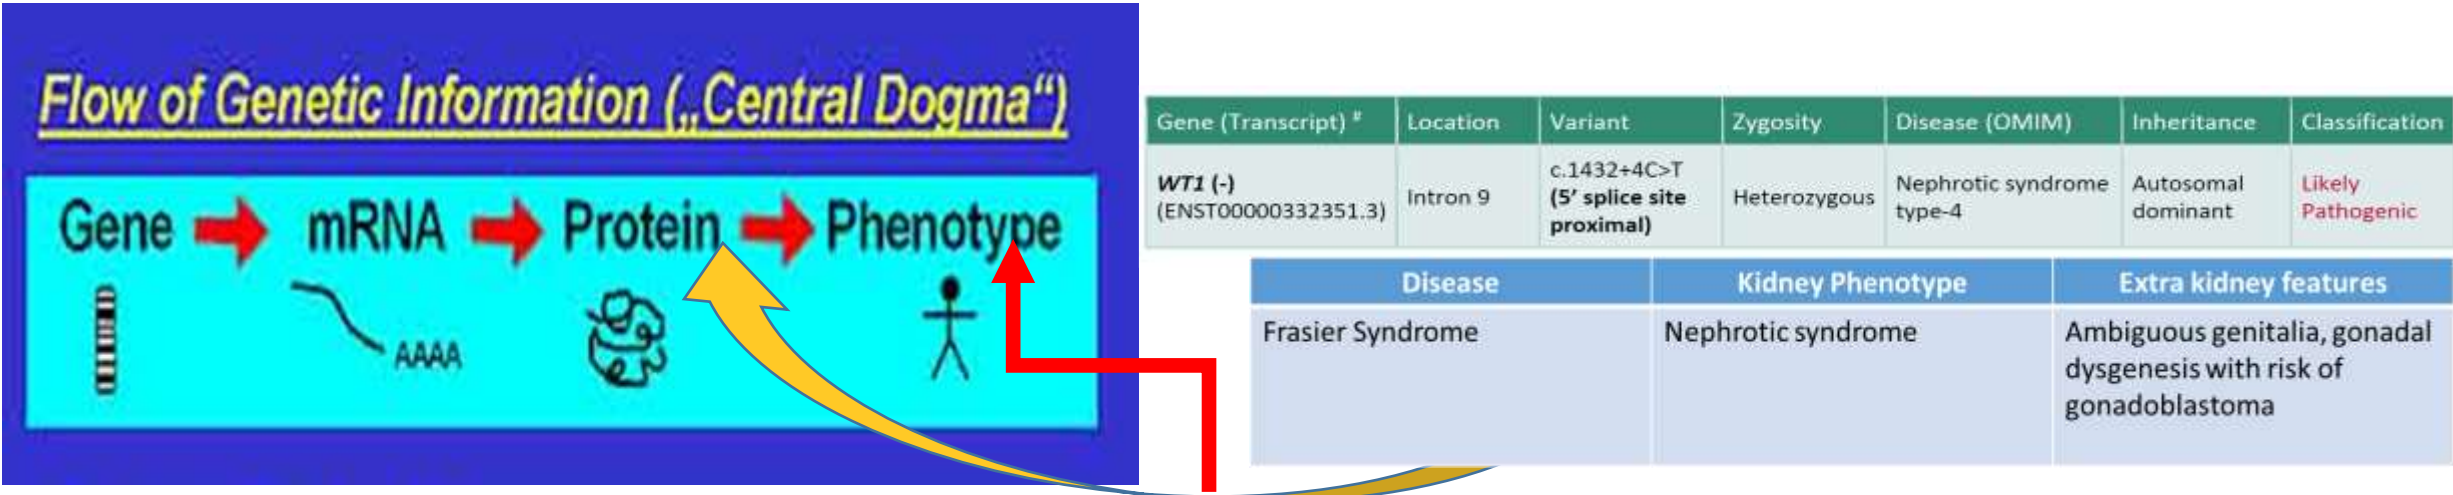 Flow of Genetic Information („Central Dogma“)
Gene mRNA Protein Phenotype
AAAA
Gene (Transcript) # Location Variant Zygosity Disease (OMIM) Inheritance Classification
WT1 (-)
(ENST00000332351.3)
Intron 9
c.1432+4C>T
(5′ splice site
proximal)
Heterozygous
Nephrotic syndrome
type-4
Autosomal
dominant
Likely
Pathogenic
Disease Kidney Phenotype Extra kidney features
Frasier Syndrome
Nephrotic syndrome
Ambiguous genitalia, gonadal
dysgenesis with risk of
gonadoblastoma